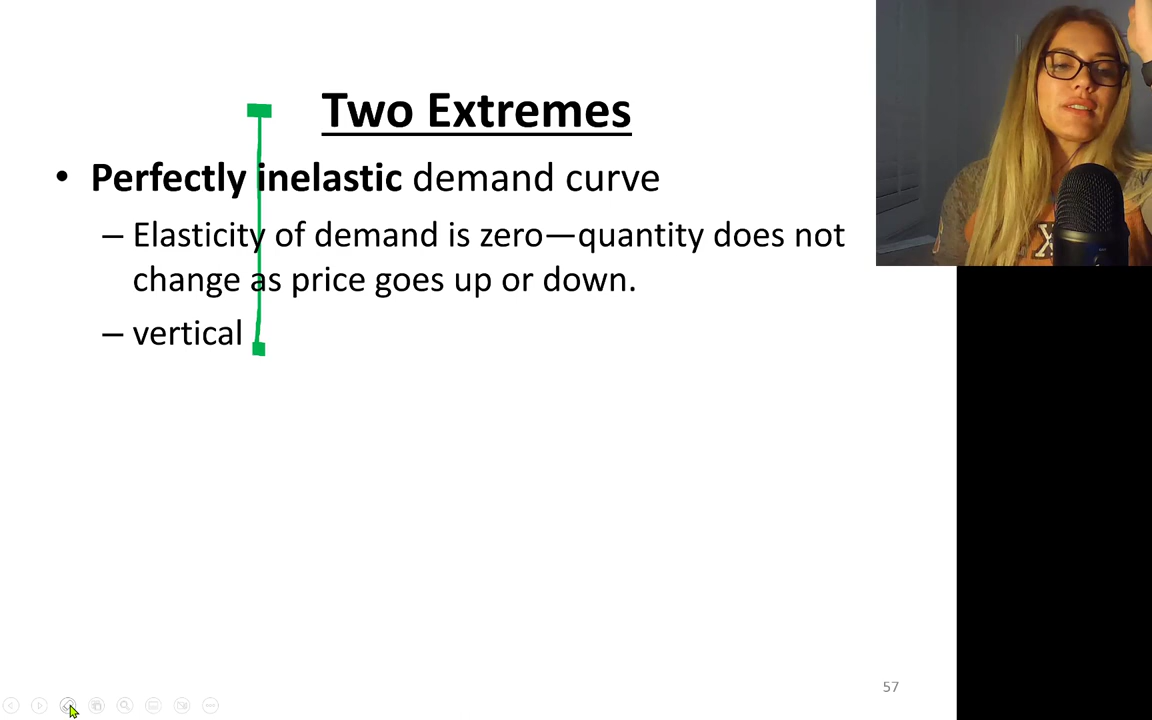 Two Extremes
• Perfectly inelastic demand curve
– Elasticity of demand is zero—quantity does not
change as price goes up or down.
– vertical
57